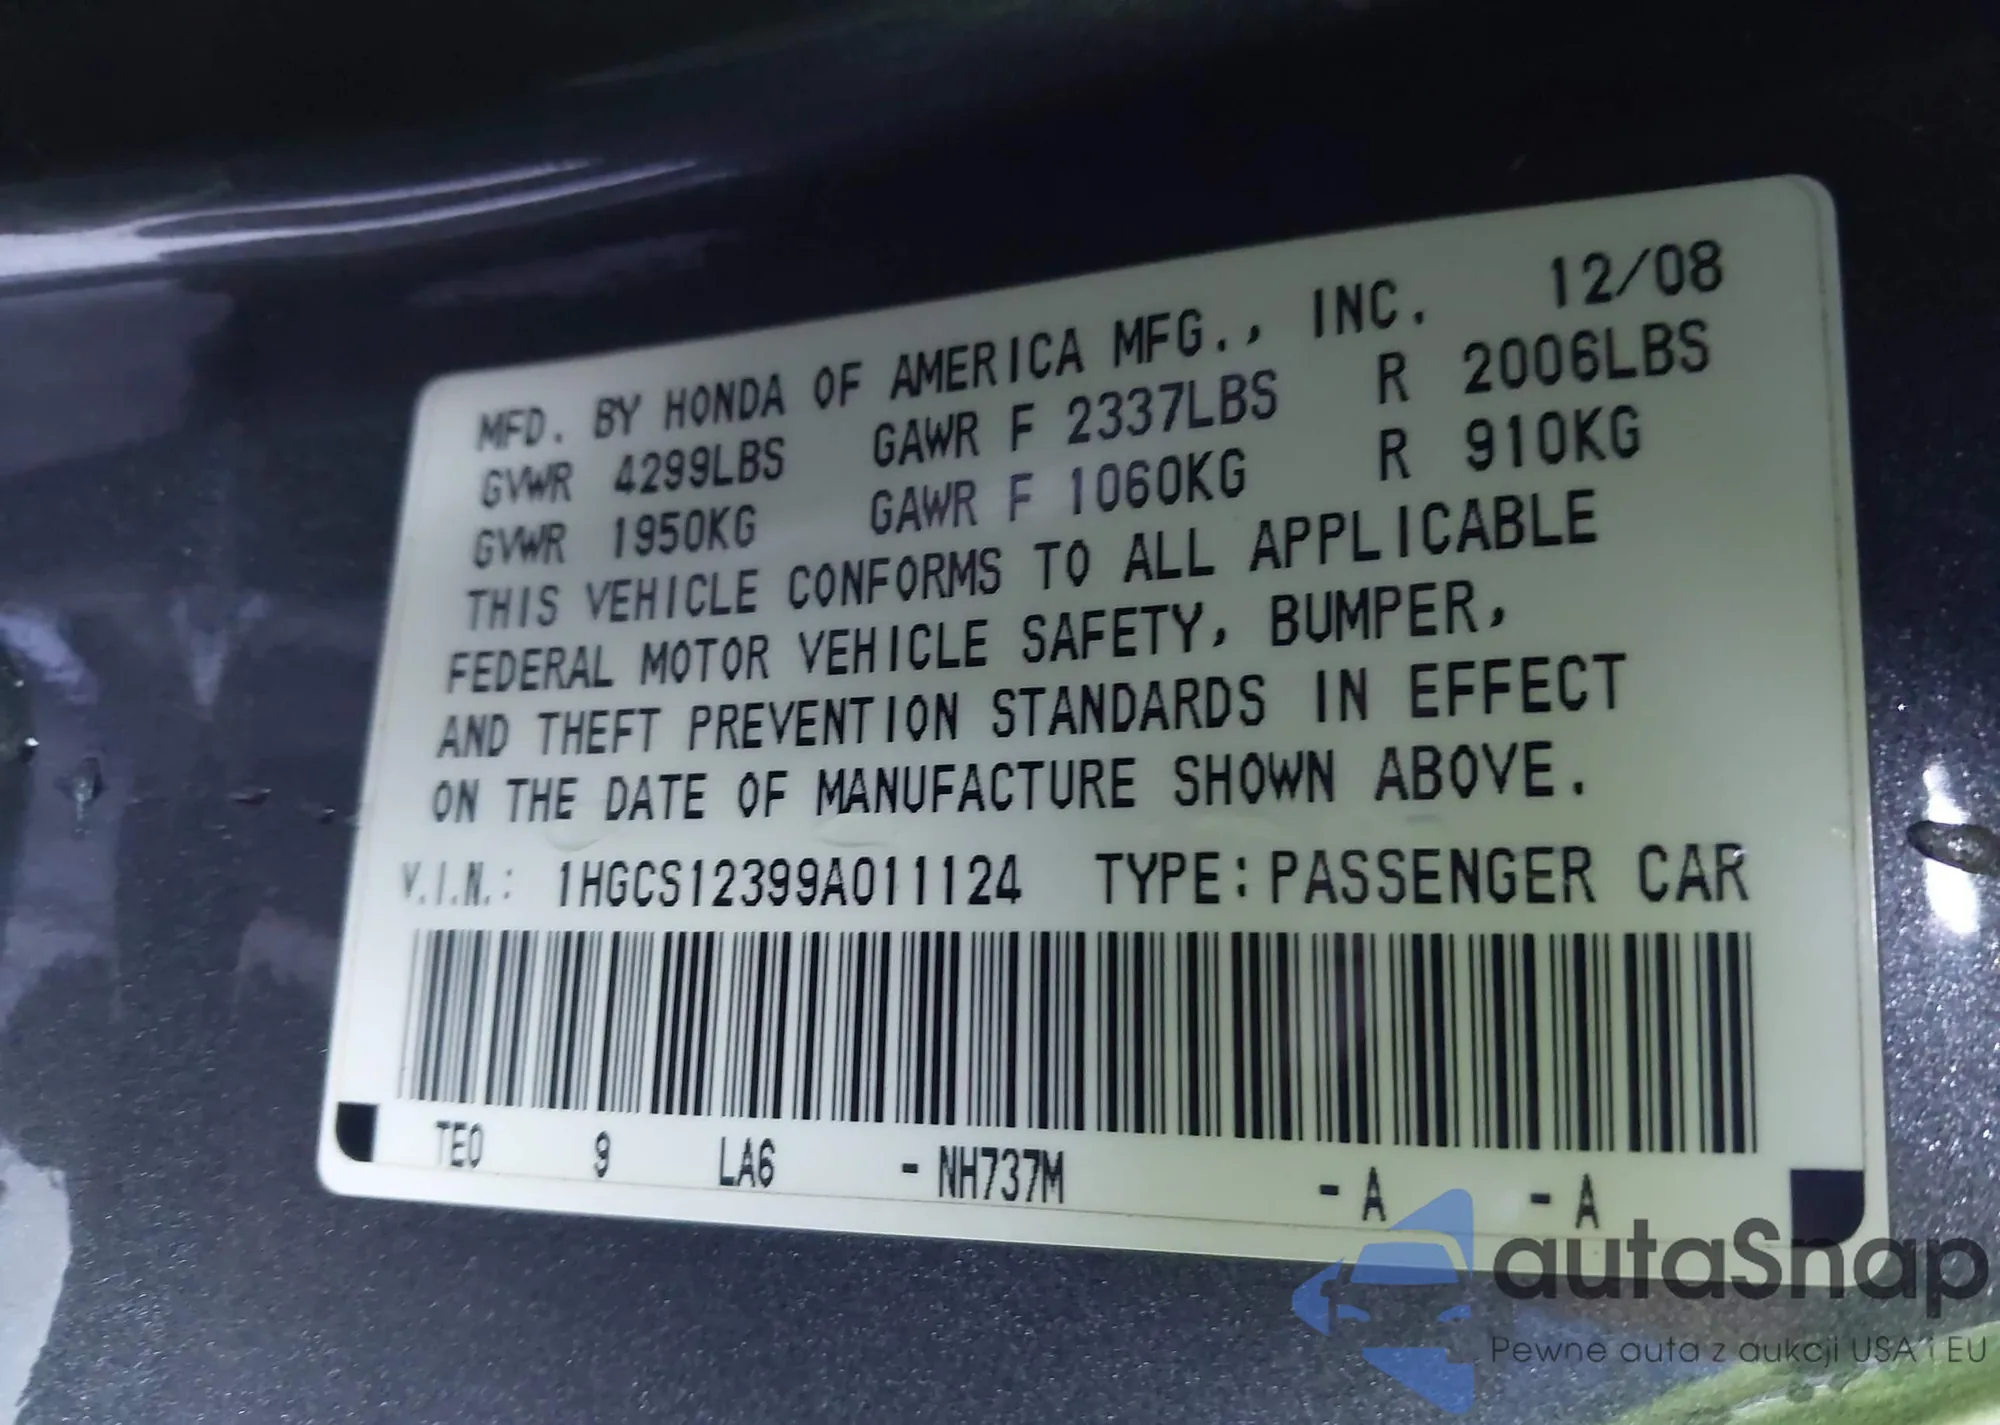 MFD. BY HONDA OF AMERICA MFG., INC. 12/08
GVWR 4299LBS GAWR F 2337LBS R 2006LBS
GVWR 1950KG GAWR F 1060KG R 910KG
THIS VEHICLE CONFORMS TO ALL APPLICABLE
FEDERAL MOTOR VEHICLE SAFETY, BUMPER,
AND THEFT PREVENTION STANDARDS IN EFFECT
ON THE DATE OF MANUFACTURE SHOWN ABOVE.
V.I.N.: 1HGCS12399A011124 TYPE: PASSENGER CAR
TE0 9 LA6 - NH737M - A - A
autaSnap
Pewne auta z aukcji USA i EU